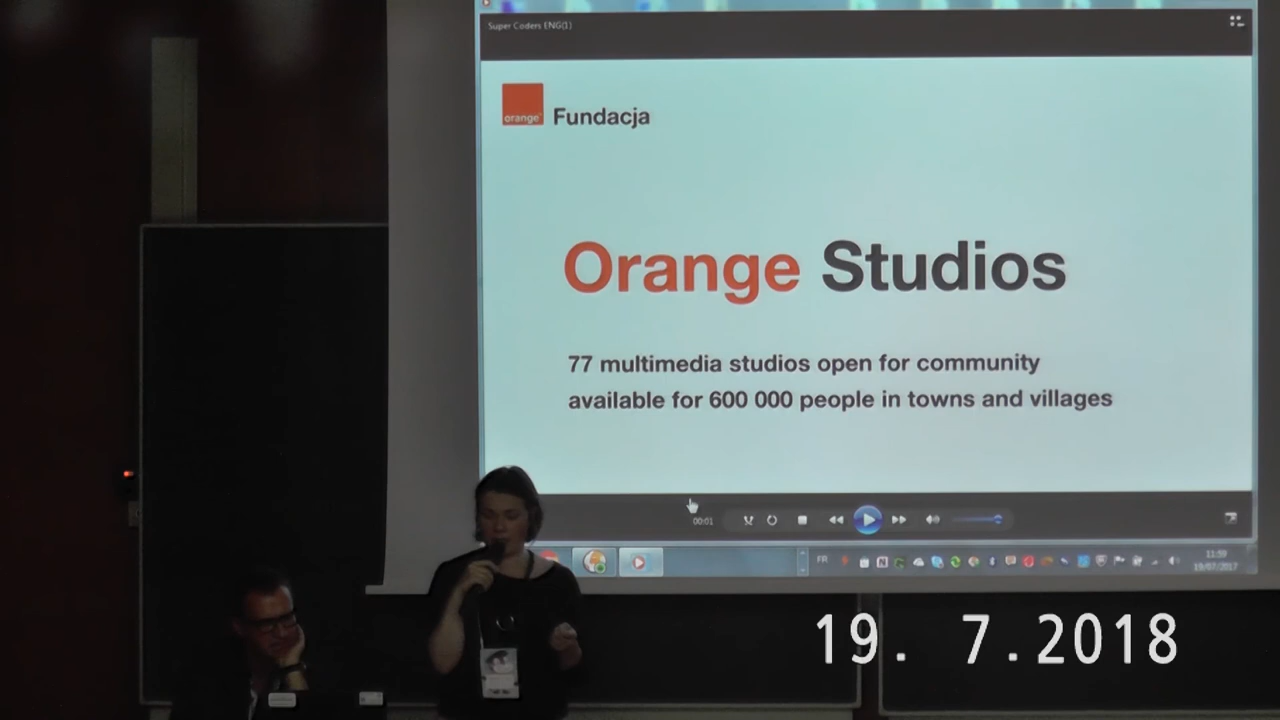 Super Coders ENG(1)
orange
Fundacja
Orange Studios
77 multimedia studios open for community
available for 600 000 people in towns and villages
00:01
FR
11:59
19/07/2017
19. 7.2018